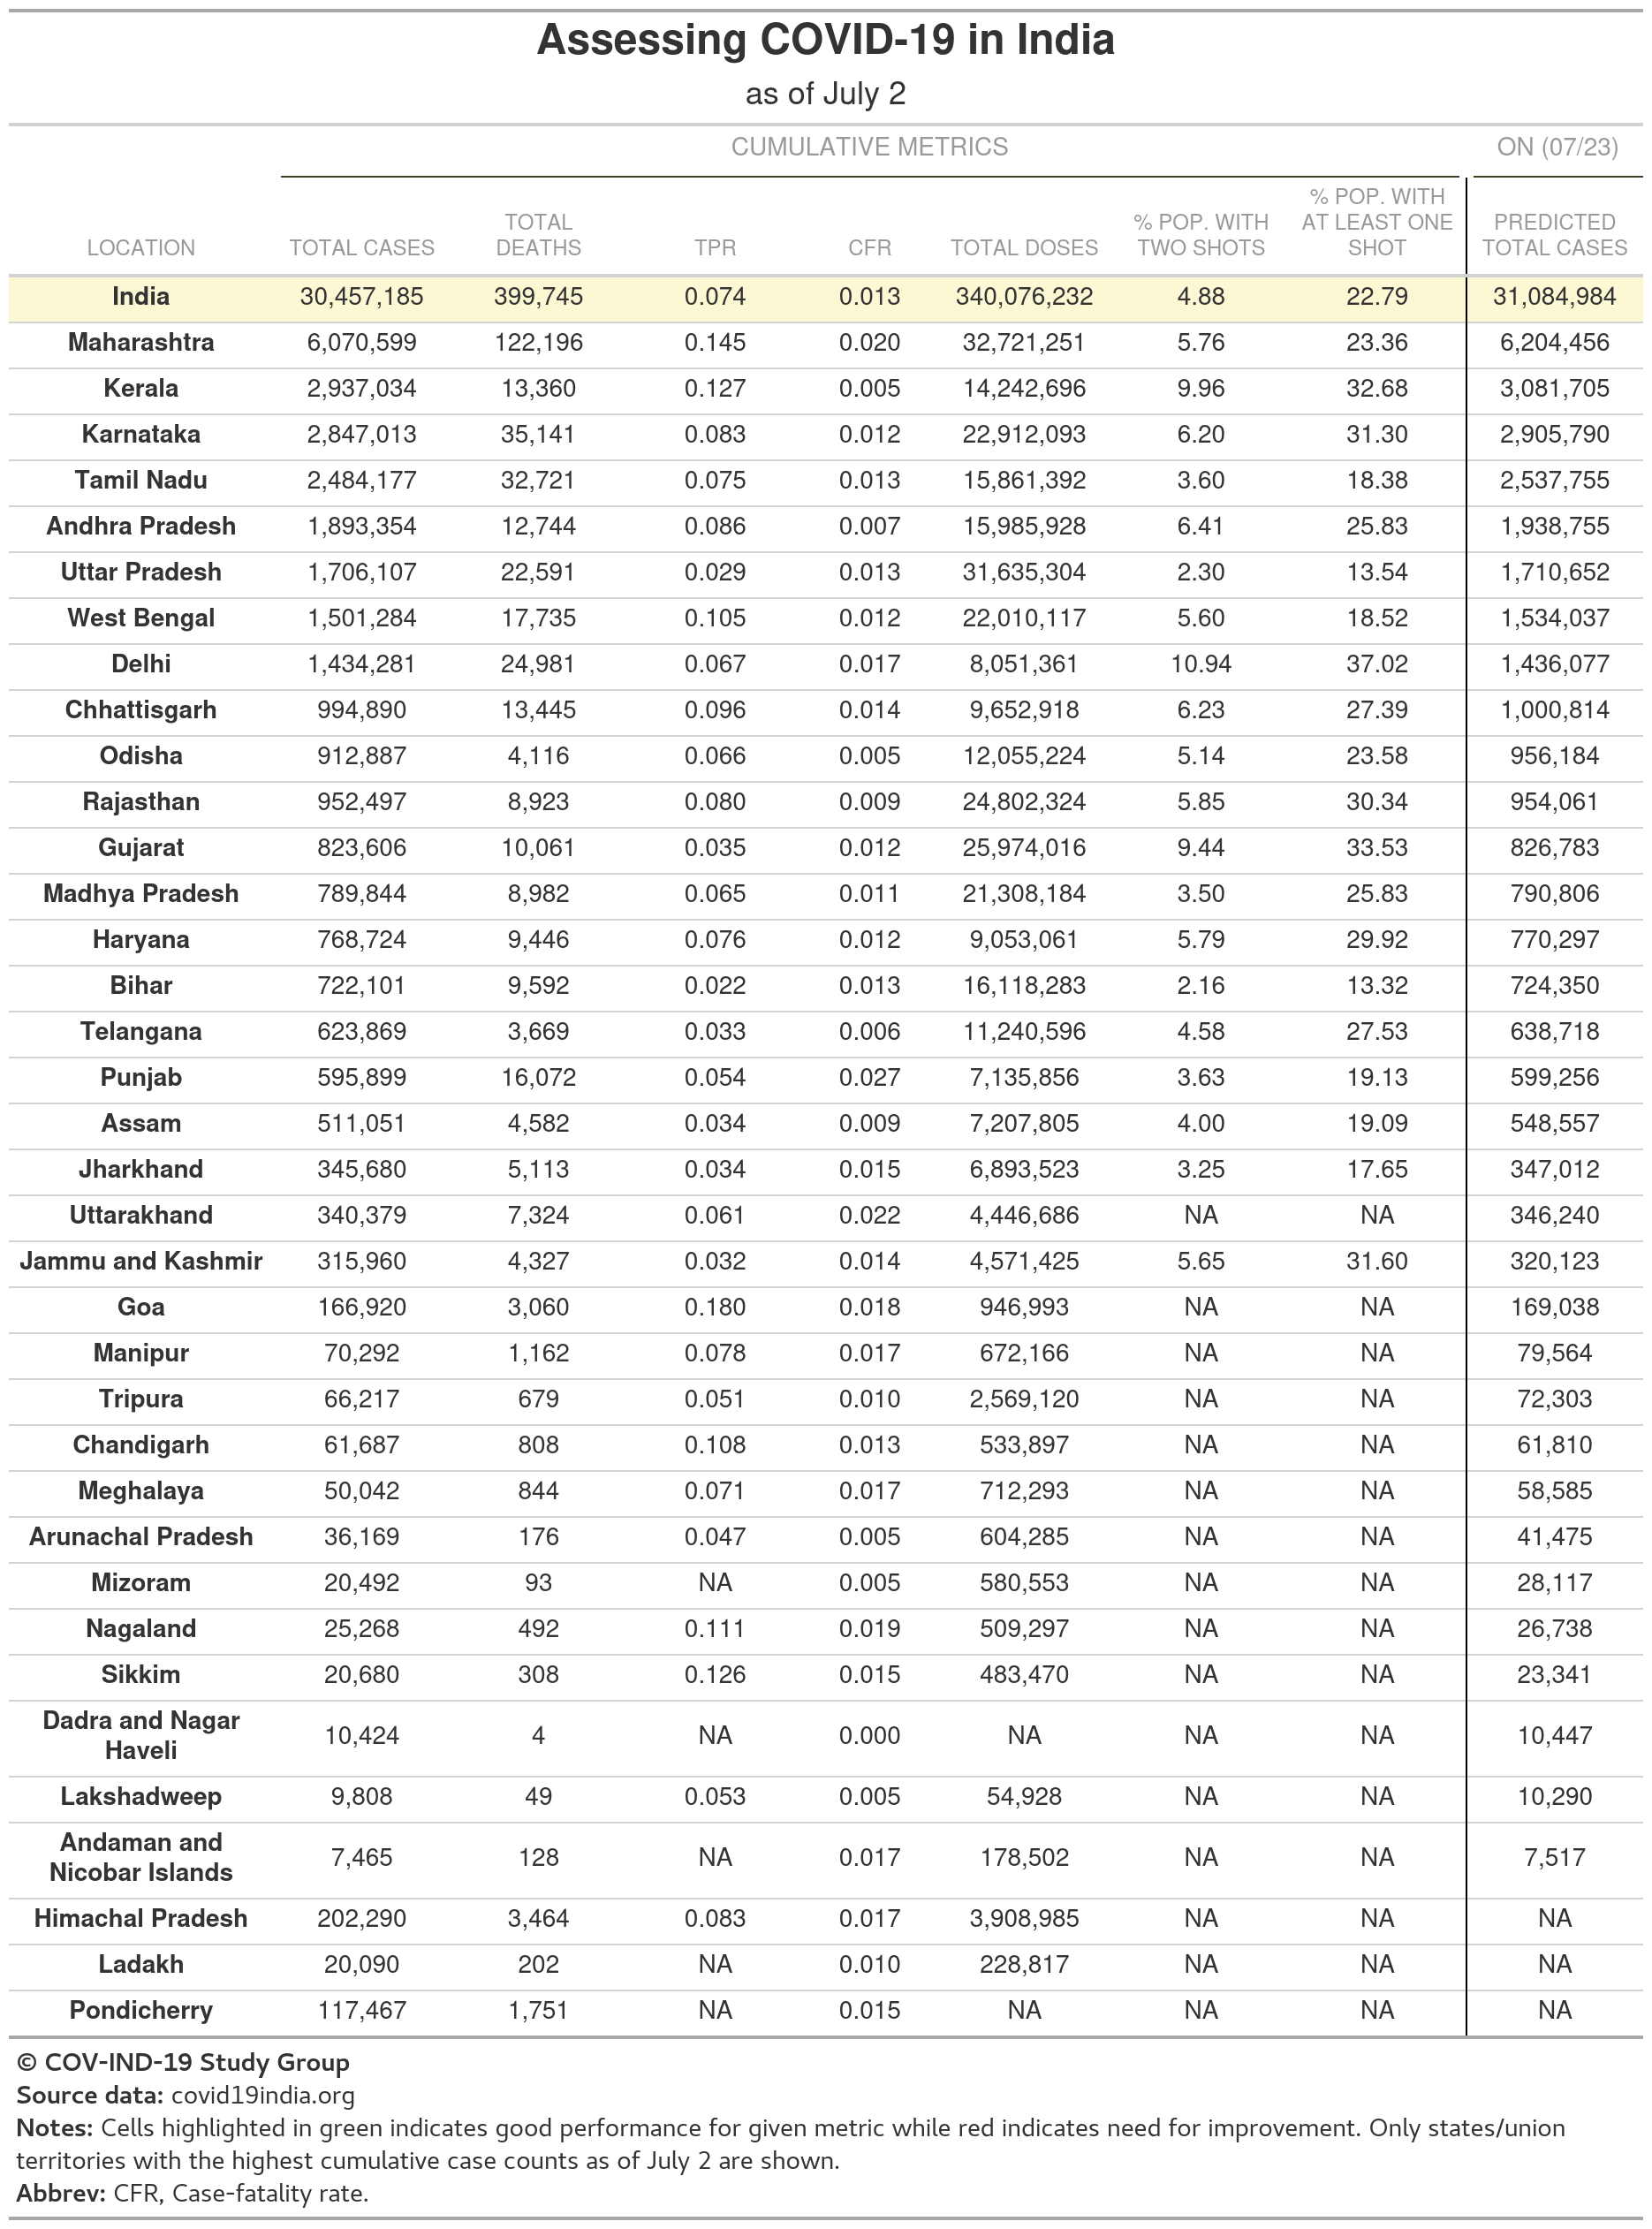 Assessing COVID-19 in India
as of July 2
CUMULATIVE METRICS ON (07/23)
LOCATION TOTAL CASES TOTAL DEATHS TPR CFR TOTAL DOSES % POP. WITH TWO SHOTS % POP. WITH AT LEAST ONE SHOT PREDICTED TOTAL CASES
India 30,457,185 399,745 0.074 0.013 340,076,232 4.88 22.79 31,084,984
Maharashtra 6,070,599 122,196 0.145 0.020 32,721,251 5.76 23.36 6,204,456
Kerala 2,937,034 13,360 0.127 0.005 14,242,696 9.96 32.68 3,081,705
Karnataka 2,847,013 35,141 0.083 0.012 22,912,093 6.20 31.30 2,905,790
Tamil Nadu 2,484,177 32,721 0.075 0.013 15,861,392 3.60 18.38 2,537,755
Andhra Pradesh 1,893,354 12,744 0.086 0.007 15,985,928 6.41 25.83 1,938,755
Uttar Pradesh 1,706,107 22,591 0.029 0.013 31,635,304 2.30 13.54 1,710,652
West Bengal 1,501,284 17,735 0.105 0.012 22,010,117 5.60 18.52 1,534,037
Delhi 1,434,281 24,981 0.067 0.017 8,051,361 10.94 37.02 1,436,077
Chhattisgarh 994,890 13,445 0.096 0.014 9,652,918 6.23 27.39 1,000,814
Odisha 912,887 4,116 0.066 0.005 12,055,224 5.14 23.58 956,184
Rajasthan 952,497 8,923 0.080 0.009 24,802,324 5.85 30.34 954,061
Gujarat 823,606 10,061 0.035 0.012 25,974,016 9.44 33.53 826,783
Madhya Pradesh 789,844 8,982 0.065 0.011 21,308,184 3.50 25.83 790,806
Haryana 768,724 9,446 0.076 0.012 9,053,061 5.79 29.92 770,297
Bihar 722,101 9,592 0.022 0.013 16,118,283 2.16 13.32 724,350
Telangana 623,869 3,669 0.033 0.006 11,240,596 4.58 27.53 638,718
Punjab 595,899 16,072 0.054 0.027 7,135,856 3.63 19.13 599,256
Assam 511,051 4,582 0.034 0.009 7,207,805 4.00 19.09 548,557
Jharkhand 345,680 5,113 0.034 0.015 6,893,523 3.25 17.65 347,012
Uttarakhand 340,379 7,324 0.061 0.022 4,446,686 NA NA 346,240
Jammu and Kashmir 315,960 4,327 0.032 0.014 4,571,425 5.65 31.60 320,123
Goa 166,920 3,060 0.180 0.018 946,993 NA NA 169,038
Manipur 70,292 1,162 0.078 0.017 672,166 NA NA 79,564
Tripura 66,217 679 0.051 0.010 2,569,120 NA NA 72,303
Chandigarh 61,687 808 0.108 0.013 533,897 NA NA 61,810
Meghalaya 50,042 844 0.071 0.017 712,293 NA NA 58,585
Arunachal Pradesh 36,169 176 0.047 0.005 604,285 NA NA 41,475
Mizoram 20,492 93 NA 0.005 580,553 NA NA 28,117
Nagaland 25,268 492 0.111 0.019 509,297 NA NA 26,738
Sikkim 20,680 308 0.126 0.015 483,470 NA NA 23,341
Dadra and Nagar Haveli 10,424 4 NA 0.000 NA NA NA 10,447
Lakshadweep 9,808 49 0.053 0.005 54,928 NA NA 10,290
Andaman and Nicobar Islands 7,465 128 NA 0.017 178,502 NA NA 7,517
Himachal Pradesh 202,290 3,464 0.083 0.017 3,908,985 NA NA NA
Ladakh 20,090 202 NA 0.010 228,817 NA NA NA
Pondicherry 117,467 1,751 NA 0.015 NA NA NA NA
© COV-IND-19 Study Group
Source data: covid19india.org
Notes: Cells highlighted in green indicates good performance for given metric while red indicates need for improvement. Only states/union
territories with the highest cumulative case counts as of July 2 are shown.
Abbrev: CFR, Case-fatality rate.